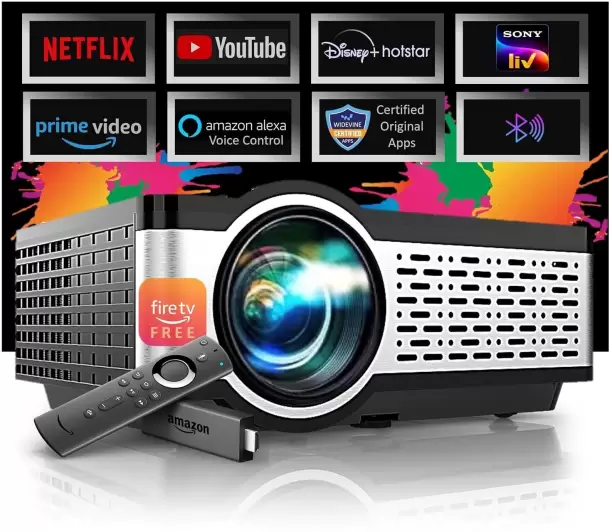 NETFLIX
YouTube
Disney+ hotstar
SONY
liv
prime video
amazon alexa
Voice Control
WIDEVINE
CERTIFIED
APPS
Certified
Original
Apps
fire tv
FREE
amazon